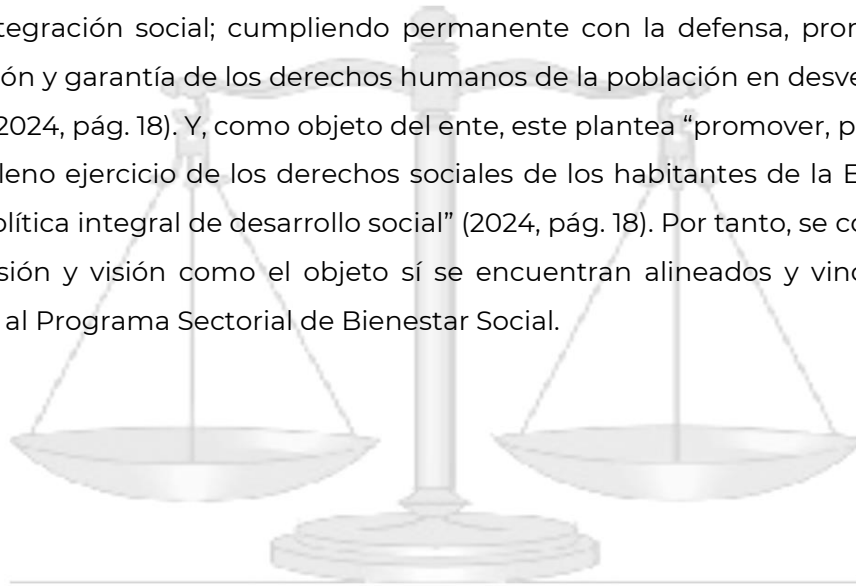 tegración social; cumpliendo permanente con la defensa, pror
ón y garantía de los derechos humanos de la población en desve
2024, pág. 18). Y, como objeto del ente, este plantea “promover, p
leno ejercicio de los derechos sociales de los habitantes de la E
olítica integral de desarrollo social” (2024, pág. 18). Por tanto, se co
sión y visión como el objeto sí se encuentran alineados y vinc
al Programa Sectorial de Bienestar Social.